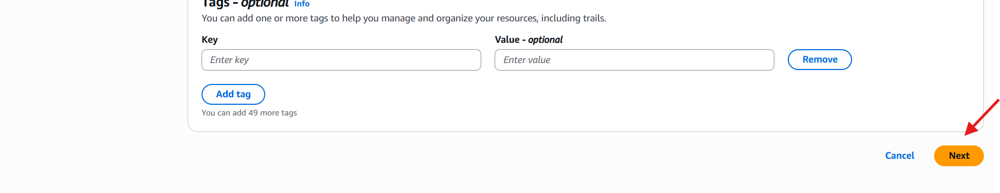 Tags - optional Info
You can add one or more tags to help you manage and organize your resources, including trails.
Key Value - optional
Enter key Enter value Remove
Add tag
You can add 49 more tags
Cancel Next